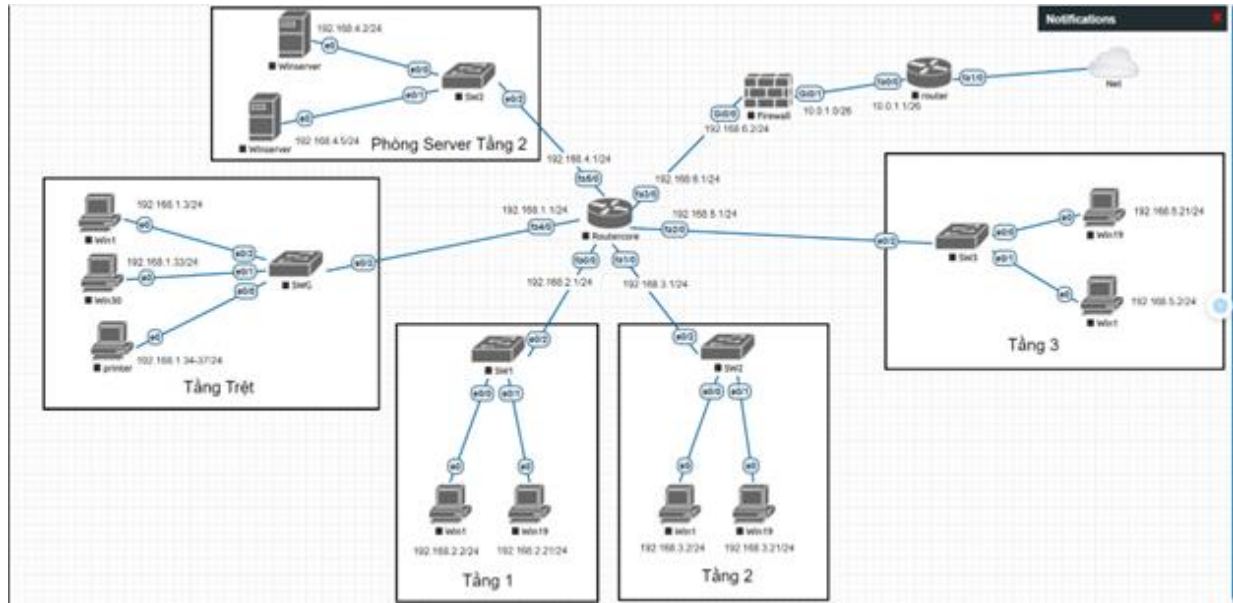 Notifications
192.168.4.2/24
e0
Winserver
e0/0
e0/1
e0
SW3
e0/2
Winserver
192.168.4.5/24
Phòng Server Tầng 2
Firewall
Gi0/1
Gi0/0
192.168.6.2/24
10.0.1.0/26
fa0/0
router
10.0.1.1/26
fa1/0
Net
192.168.4.1/24
fa5/0
192.168.6.1/24
fa3/0
192.168.1.1/24
fa4/0
Routercore
192.168.5.1/24
fa2/0
fa0/0
192.168.2.1/24
fa1/0
192.168.3.1/24
192.168.1.3/24
e0
Win1
e0/2
192.168.1.33/24
e0
Win30
e0/1
e0/0
SWG
e0/3
e0
printer
192.168.1.34-37/24
Tầng Trệt
e0/2
SW3
e0/0
e0
192.168.5.21/24
Win19
e0/1
e0
192.168.5.2/24
Win1
Tầng 3
e0/2
SW1
e0/0
e0/1
e0
e0
Win1
Win19
192.168.2.2/24
192.168.2.21/24
Tầng 1
e0/2
SW2
e0/0
e0/1
e0
e0
Win1
Win19
192.168.3.2/24
192.168.3.21/24
Tầng 2